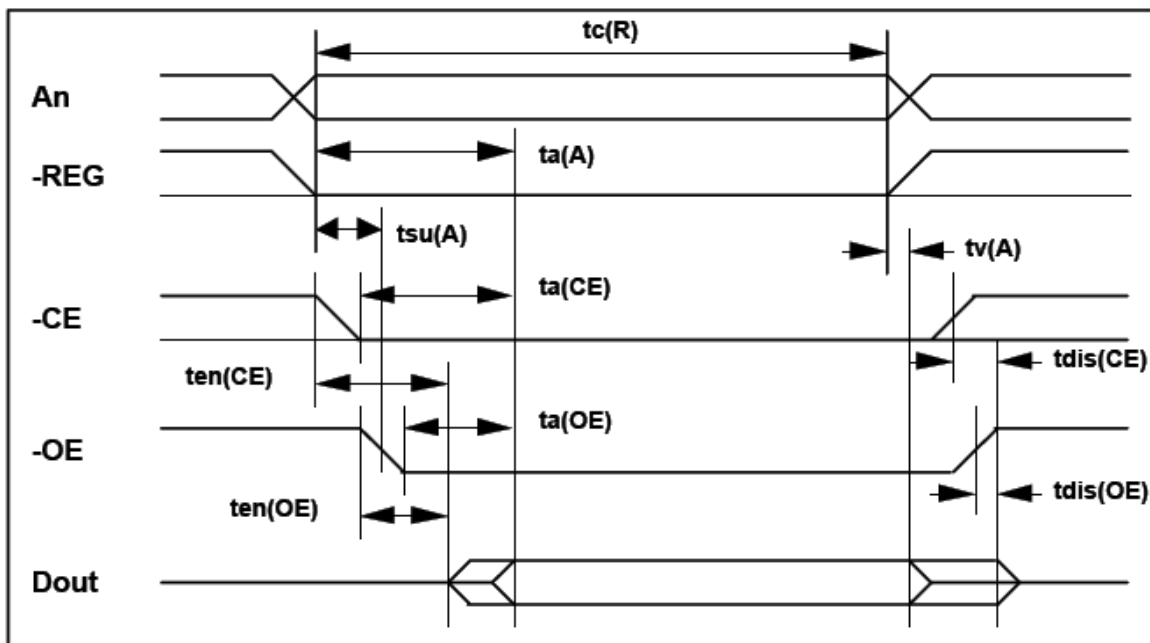 tc(R)
An
ta(A)
-REG
tsu(A)
tv(A)
ta(CE)
-CE
ten(CE)
tdis(CE)
ta(OE)
-OE
ten(OE)
tdis(OE)
Dout